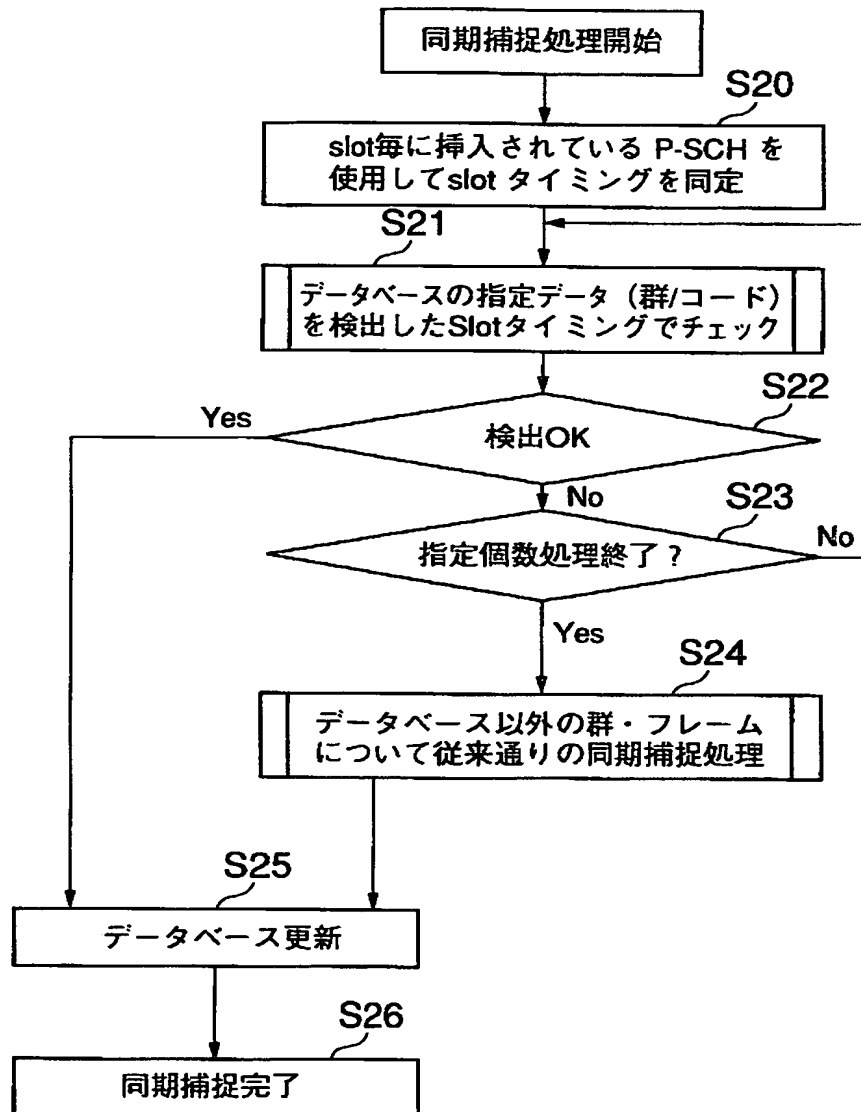 同期捕捉処理開始
S20
slot毎に挿入されている P-SCH を
使用してslot タイミングを同定
S21
データベースの指定データ（群/コード）
を検出したSlotタイミングでチェック
S22
Yes
検出OK
No
S23
No
指定個数処理終了？
Yes
S24
データベース以外の群・フレーム
について従来通りの同期捕捉処理
S25
データベース更新
S26
同期捕捉完了